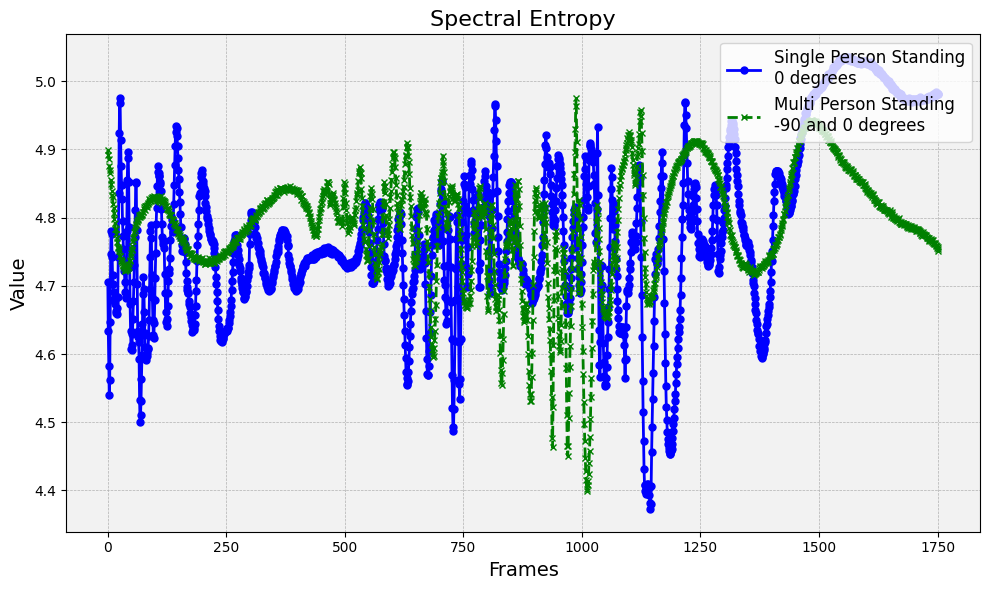 Spectral Entropy
Single Person Standing
0 degrees
Multi Person Standing
-90 and 0 degrees
Value
5.0
4.9
4.8
4.7
4.6
4.5
4.4
0 250 500 750 1000 1250 1500 1750
Frames